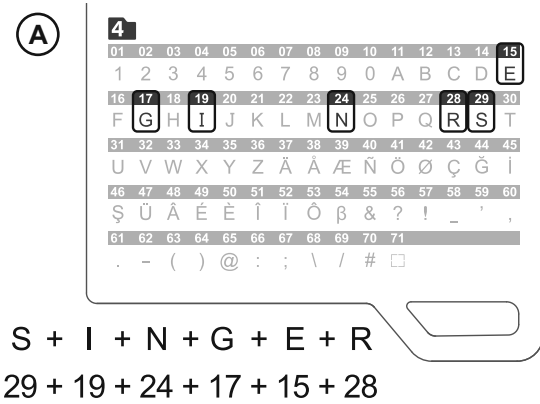 A
4
01 02 03 04 05 06 07 08 09 10 11 12 13 14 15
1 2 3 4 5 6 7 8 9 0 A B C D E
16 17 18 19 20 21 22 23 24 25 26 27 28 29 30
F G H I J K L M N O P Q R S T
31 32 33 34 35 36 37 38 39 40 41 42 43 44 45
U V W X Y Z Ä Å Æ Ñ Ö Ø Ç Ğ İ
46 47 48 49 50 51 52 53 54 55 56 57 58 59 60
Ş Ü Â É È Î Ï Ô β & ? ! _ ’ ,
61 62 63 64 65 66 67 68 69 70 71
. - ( ) @ : ; \ / # ⬚
S + I + N + G + E + R
29 + 19 + 24 + 17 + 15 + 28